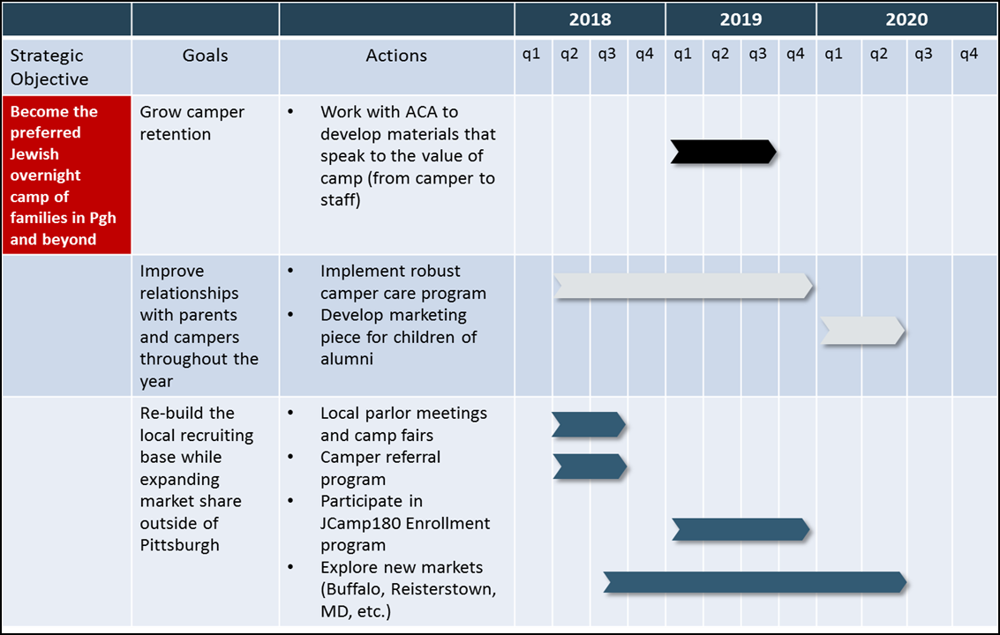 2018 2019 2020
Strategic
Objective
Goals
Actions
q1 q2 q3 q4 q1 q2 q3 q4 q1 q2 q3 q4
Become the
preferred
Jewish
overnight
camp of
families in Pgh
and beyond
Grow camper
retention
• Work with ACA to
develop materials that
speak to the value of
camp (from camper to
staff)
Improve
relationships
with parents
and campers
throughout the
year
• Implement robust
camper care program
• Develop marketing
piece for children of
alumni
Re-build the
local recruiting
base while
expanding
market share
outside of
Pittsburgh
• Local parlor meetings
and camp fairs
• Camper referral
program
• Participate in
JCamp180 Enrollment
program
• Explore new markets
(Buffalo, Reisterstown,
MD, etc.)